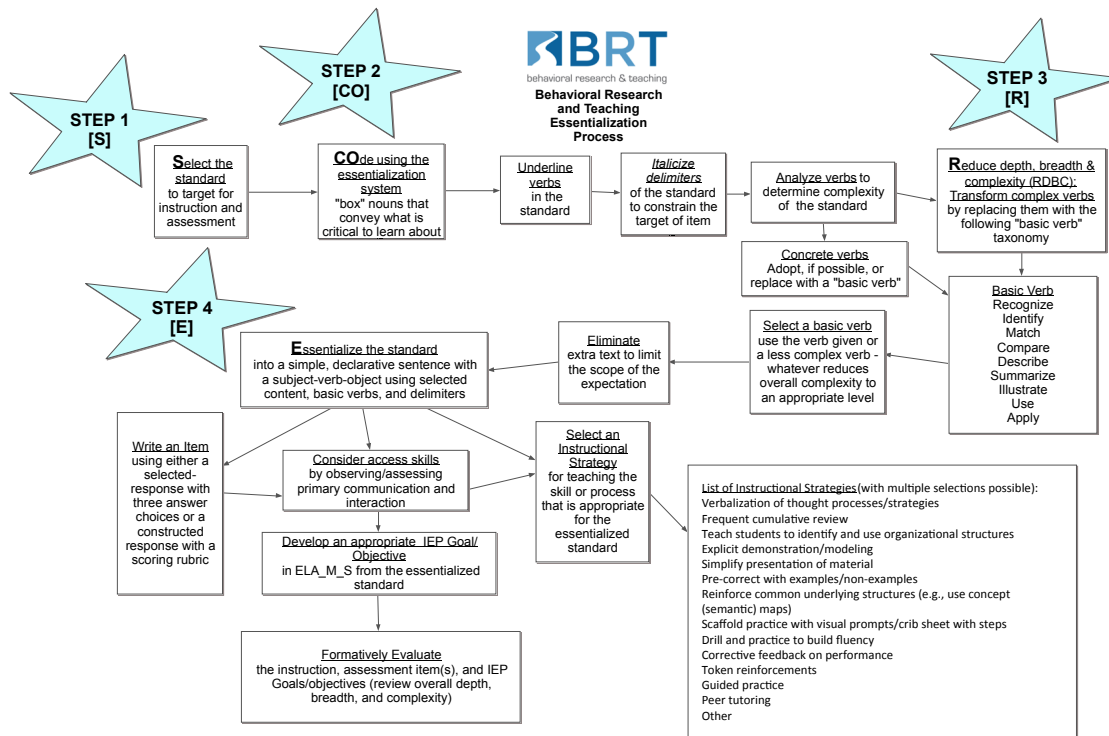 BRT
behavioral research & teaching
Behavioral Research
and Teaching
Essentialization
Process
STEP 1
[S]
STEP 2
[CO]
STEP 3
[R]
Select the
standard
to target for
instruction and
assessment
COde using the
essentialization
system
"box" nouns that
convey what is
critical to learn about
Underline
verbs
in the
standard
Italicize
delimiters
of the standard
to constrain the
target of item
Analyze verbs to
determine complexity
of the standard
Reduce depth, breadth &
complexity (RDBC):
Transform complex verbs
by replacing them with the
following "basic verb"
taxonomy
Concrete verbs
Adopt, if possible, or
replace with a "basic verb"
Basic Verb
Recognize
Identify
Match
Compare
Describe
Summarize
Illustrate
Use
Apply
Select a basic verb
use the verb given or
a less complex verb -
whatever reduces
overall complexity to
an appropriate level
Eliminate
extra text to limit
the scope of the
expectation
STEP 4
[E]
Essentialize the standard
into a simple, declarative sentence with
a subject-verb-object using selected
content, basic verbs, and delimiters
Write an Item
using either a
selected-
response with
three answer
choices or a
constructed
response with a
scoring rubric
Consider access skills
by observing/assessing
primary communication and
interaction
Select an
Instructional
Strategy
for teaching the
skill or process
that is appropriate
for the
essentialized
standard
Develop an appropriate IEP Goal/
Objective
in ELA_M_S from the essentialized
standard
Formatively Evaluate
the instruction, assessment item(s), and IEP
Goals/objectives (review overall depth,
breadth, and complexity)
List of Instructional Strategies (with multiple selections possible):
Verbalization of thought processes/strategies
Frequent cumulative review
Teach students to identify and use organizational structures
Explicit demonstration/modeling
Simplify presentation of material
Pre-correct with examples/non-examples
Reinforce common underlying structures (e.g., use concept
(semantic) maps)
Scaffold practice with visual prompts/crib sheet with steps
Drill and practice to build fluency
Corrective feedback on performance
Token reinforcements
Guided practice
Peer tutoring
Other